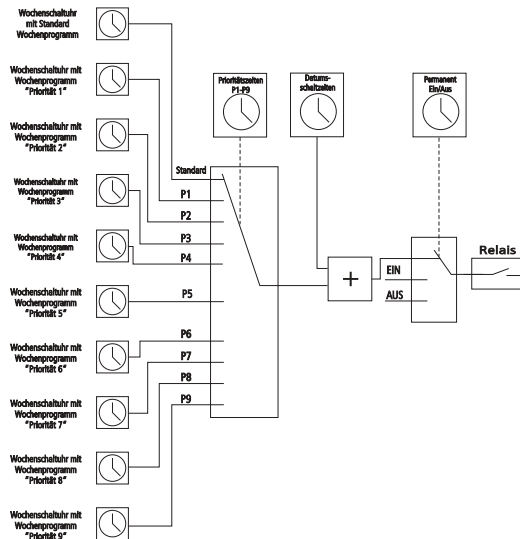 Wochenschaltuhr
mit Standard
Wochenprogramm
Wochenschaltuhr mit
Wochenprogramm
"Priorität 1"
Wochenschaltuhr mit
Wochenprogramm
"Priorität 2"
Wochenschaltuhr mit
Wochenprogramm
"Priorität 3"
Wochenschaltuhr mit
Wochenprogramm
"Priorität 4"
Wochenschaltuhr mit
Wochenprogramm
"Priorität 5"
Wochenschaltuhr mit
Wochenprogramm
"Priorität 6"
Wochenschaltuhr mit
Wochenprogramm
"Priorität 7"
Wochenschaltuhr mit
Wochenprogramm
"Priorität 8"
Wochenschaltuhr mit
Wochenprogramm
"Priorität 9"
Prioritätszeiten
P1-P9
Datums-
schaltzeiten
Permanent
Ein/Aus
Standard
P1
P2
P3
P4
P5
P6
P7
P8
P9
+
EIN
AUS
Relais